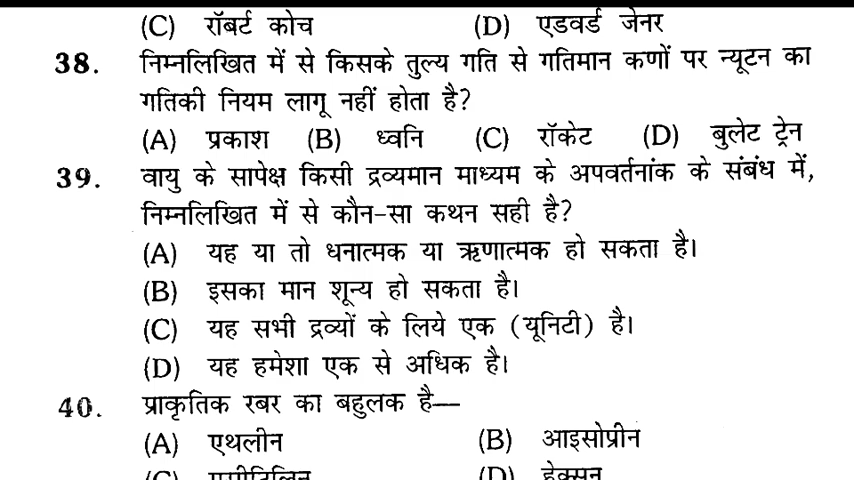 (C) रॉबर्ट कोच (D) एडवर्ड जेनर
38. निम्नलिखित में से किसके तुल्य गति से गतिमान कणों पर न्यूटन का
गतिकी नियम लागू नहीं होता है?
(A) प्रकाश (B) ध्वनि (C) रॉकेट (D) बुलेट ट्रेन
39. वायु के सापेक्ष किसी द्रव्यमान माध्यम के अपवर्तनांक के संबंध में,
निम्नलिखित में से कौन-सा कथन सही है?
(A) यह या तो धनात्मक या ऋणात्मक हो सकता है।
(B) इसका मान शून्य हो सकता है।
(C) यह सभी द्रव्यों के लिये एक (यूनिटी) है।
(D) यह हमेशा एक से अधिक है।
40. प्राकृतिक रबर का बहुलक है—
(A) एथलीन (B) आइसोप्रीन
(C) (D) हेक्सन